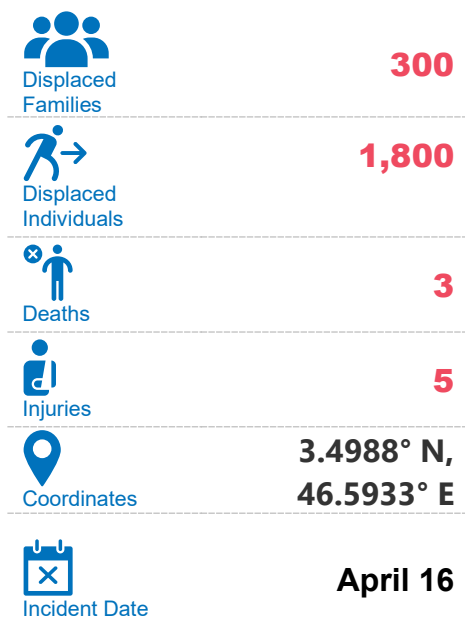 Displaced
Families
300
Displaced
Individuals
1,800
Deaths
3
Injuries
5
Coordinates
3.4988° N,
46.5933° E
Incident Date
April 16